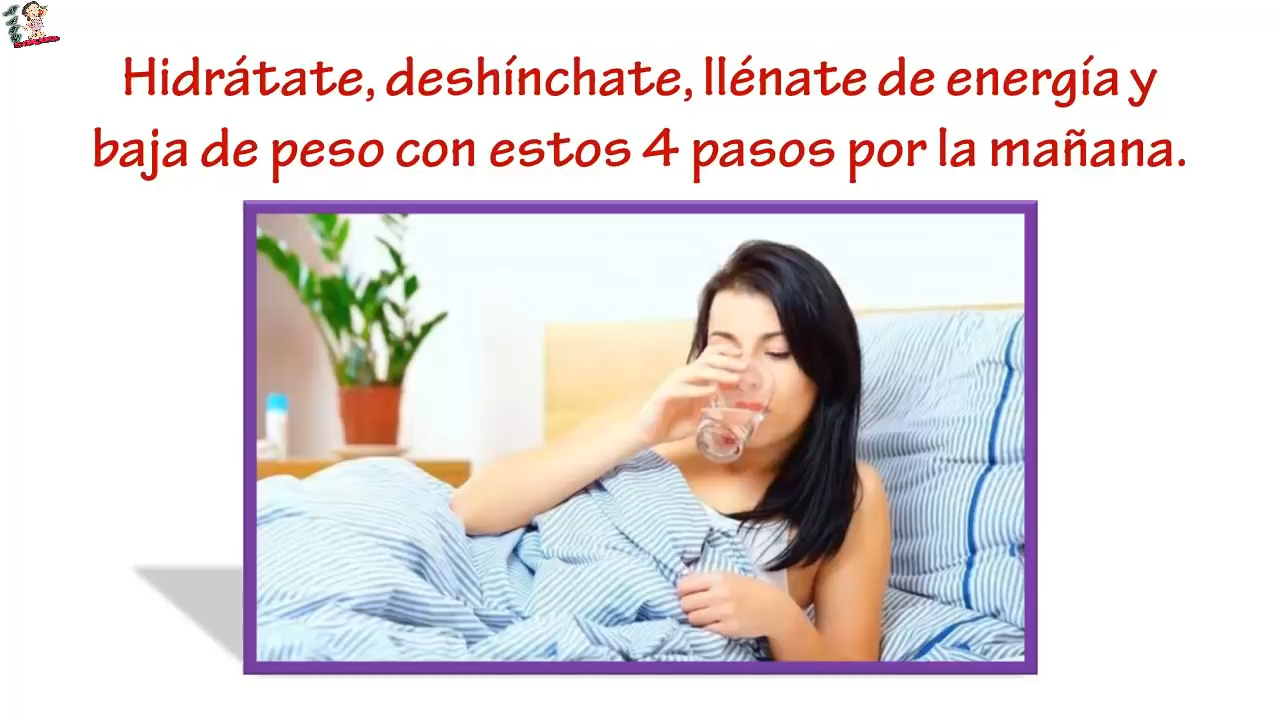 Hidrátate, deshínchate, llénate de energía y
baja de peso con estos 4 pasos por la mañana.